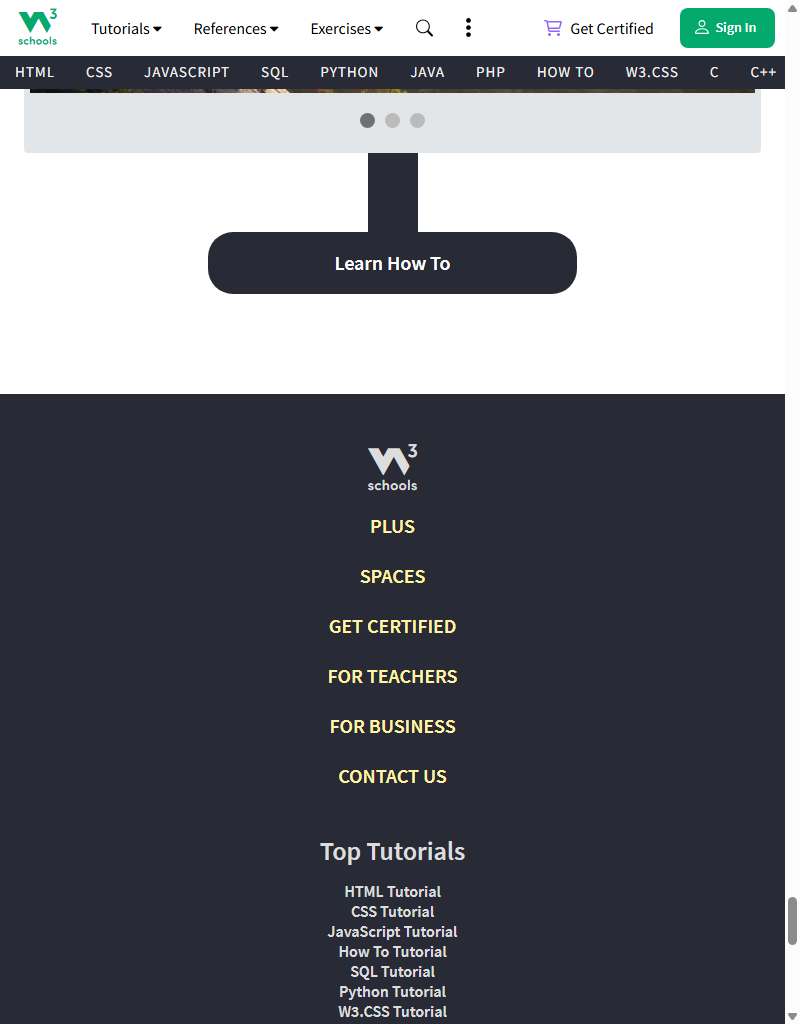 3
schools
Tutorials References Exercises Get Certified Sign In
HTML CSS JAVASCRIPT SQL PYTHON JAVA PHP HOW TO W3.CSS C C++
Learn How To
3
schools
PLUS
SPACES
GET CERTIFIED
FOR TEACHERS
FOR BUSINESS
CONTACT US
Top Tutorials
HTML Tutorial
CSS Tutorial
JavaScript Tutorial
How To Tutorial
SQL Tutorial
Python Tutorial
W3.CSS Tutorial